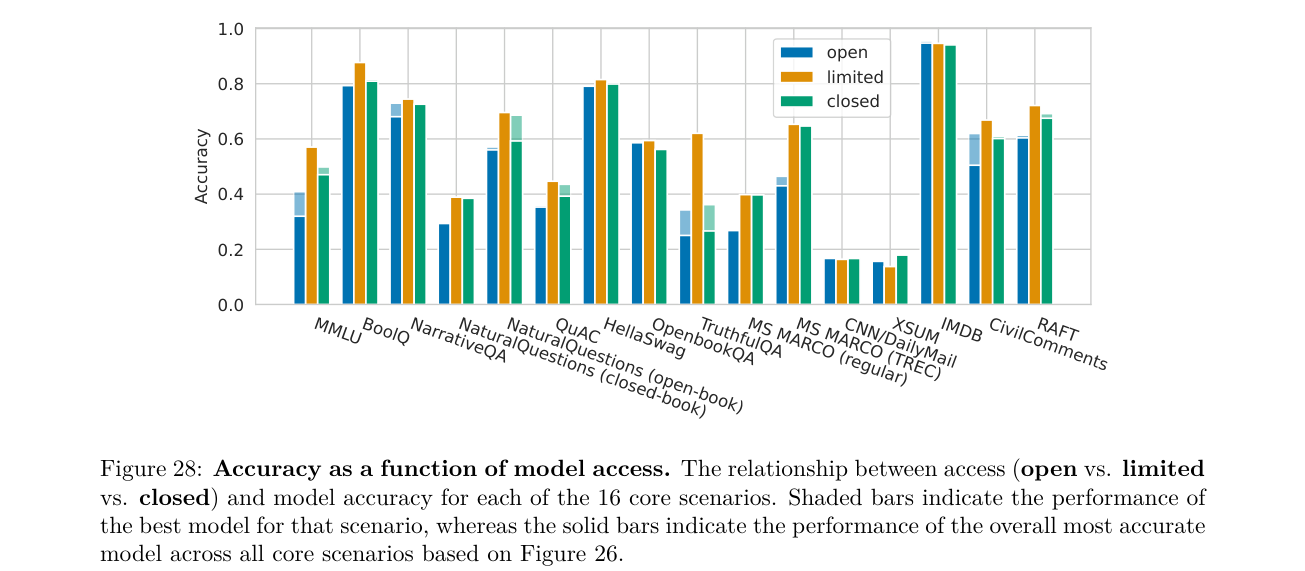 1.0
0.8
0.6
0.4
0.2
0.0
Accuracy
open
limited
closed
MMLU
BoolQ
NarrativeQA
NaturalQuestions (closed-book)
NaturalQuestions (open-book)
QuAC
HellaSwag
OpenbookQA
TruthfulQA
MS MARCO (regular)
MS MARCO (TREC)
CNN/DailyMail
XSUM
IMDB
CivilComments
RAFT
Figure 28: Accuracy as a function of model access. The relationship between access (open vs. limited
vs. closed) and model accuracy for each of the 16 core scenarios. Shaded bars indicate the performance of
the best model for that scenario, whereas the solid bars indicate the performance of the overall most accurate
model across all core scenarios based on Figure 26.